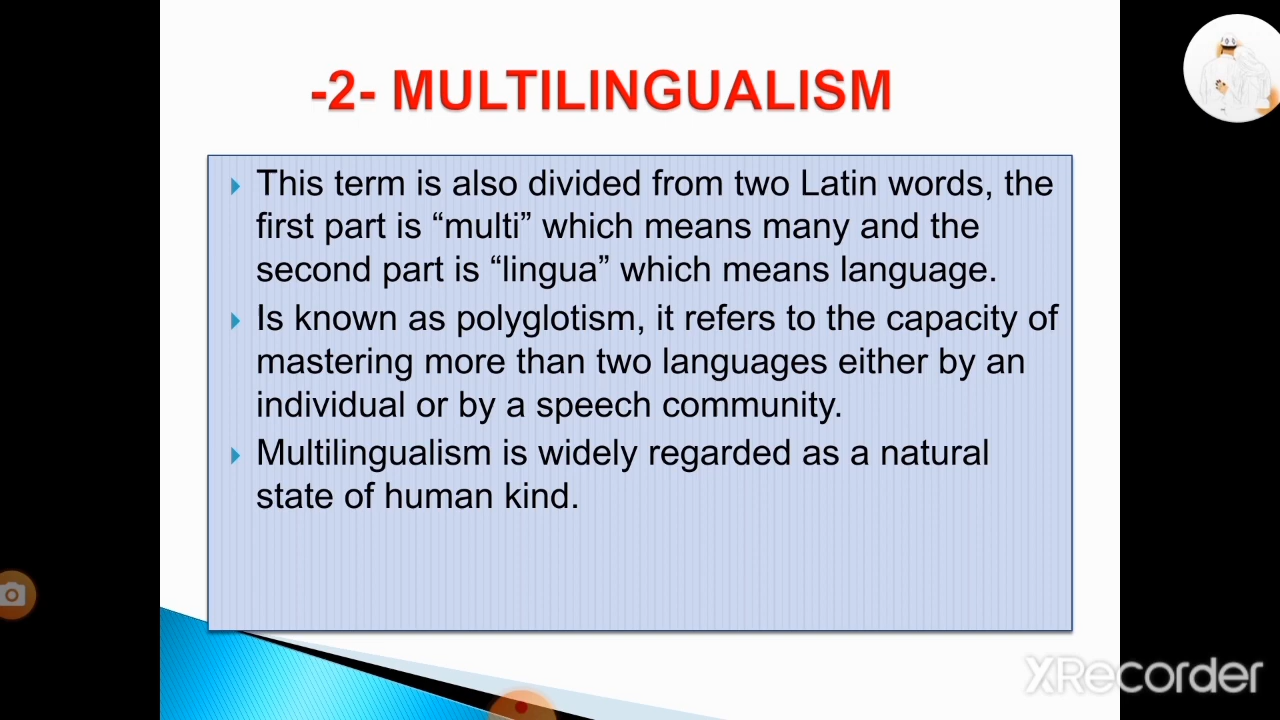 -2- MULTILINGUALISM
This term is also divided from two Latin words, the
first part is “multi” which means many and the
second part is “lingua” which means language.
Is known as polyglotism, it refers to the capacity of
mastering more than two languages either by an
individual or by a speech community.
Multilingualism is widely regarded as a natural
state of human kind.
XRecorder